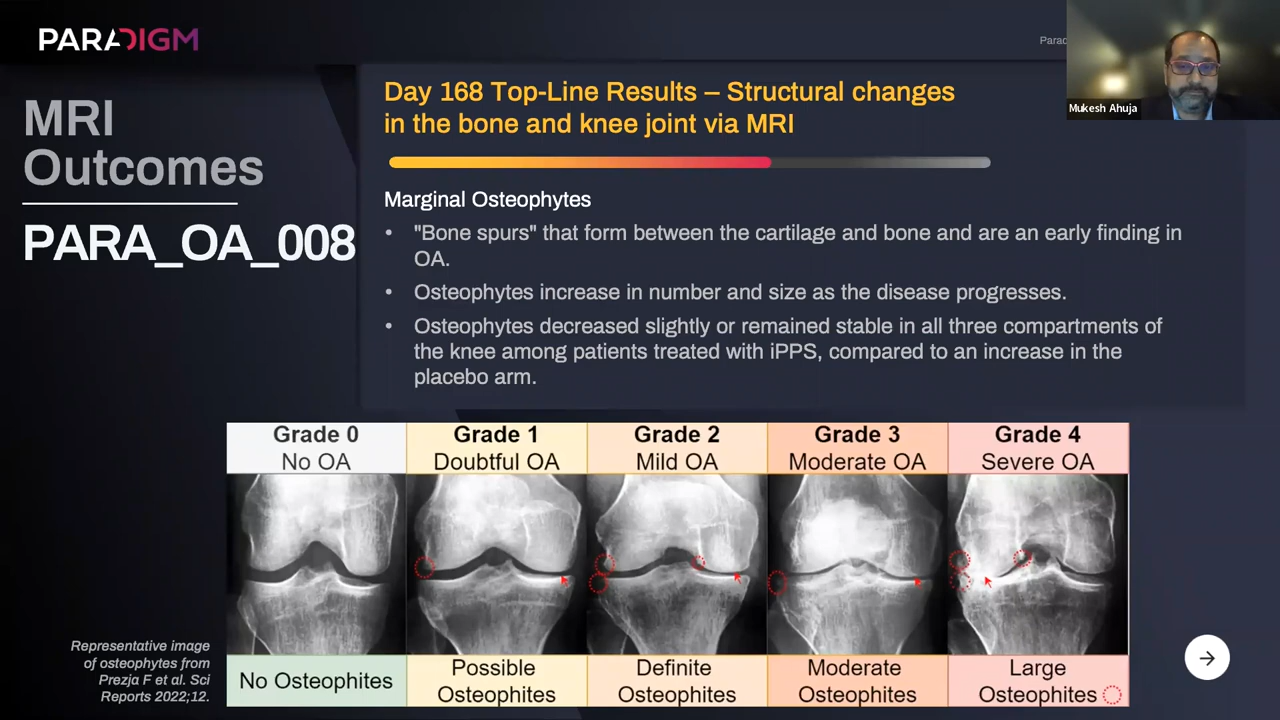 PARADIGM
Parad
Mukesh Ahuja
MRI
Outcomes
PARA_OA_008
Day 168 Top-Line Results – Structural changes
in the bone and knee joint via MRI
Marginal Osteophytes
• "Bone spurs" that form between the cartilage and bone and are an early finding in
OA.
• Osteophytes increase in number and size as the disease progresses.
• Osteophytes decreased slightly or remained stable in all three compartments of
the knee among patients treated with iPPS, compared to an increase in the
placebo arm.
Grade 0
No OA
Grade 1
Doubtful OA
Grade 2
Mild OA
Grade 3
Moderate OA
Grade 4
Severe OA
No Osteophites
Possible
Osteophites
Definite
Osteophites
Moderate
Osteophites
Large
Osteophites
Representative image
of osteophytes from
Prezja F et al. Sci
Reports 2022;12.